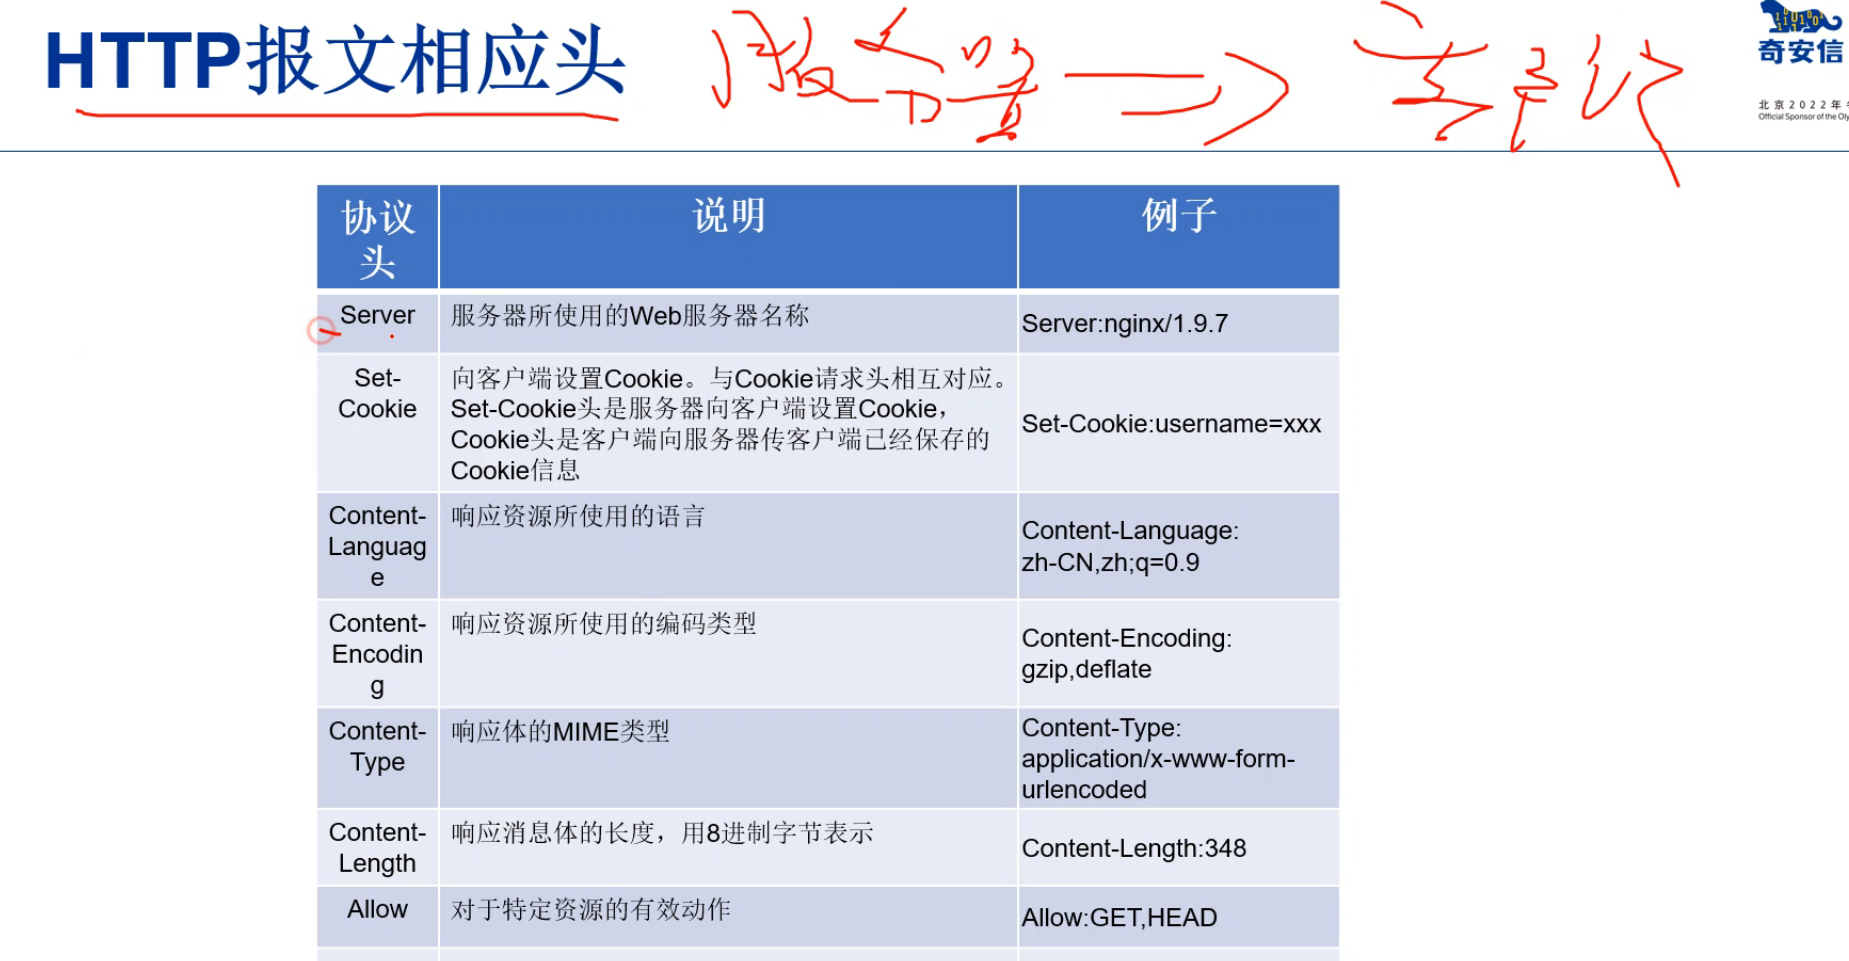 HTTP报文相应头
服务器
奇安信
北京2022年
Official Sponsor of the Oly
协议
头
说明
例子
Server
服务器所使用的Web服务器名称
Server:nginx/1.9.7
Set-
Cookie
向客户端设置Cookie。与Cookie请求头相互对应。
Set-Cookie头是服务器向客户端设置Cookie，
Cookie头是客户端向服务器传客户端已经保存的
Cookie信息
Set-Cookie:username=xxx
Content-
Languag
e
响应资源所使用的语言
Content-Language:
zh-CN,zh;q=0.9
Content-
Encodin
g
响应资源所使用的编码类型
Content-Encoding:
gzip,deflate
Content-
Type
响应体的MIME类型
Content-Type:
application/x-www-form-
urlencoded
Content-
Length
响应消息体的长度，用8进制字节表示
Content-Length:348
Allow
对于特定资源的有效动作
Allow:GET,HEAD